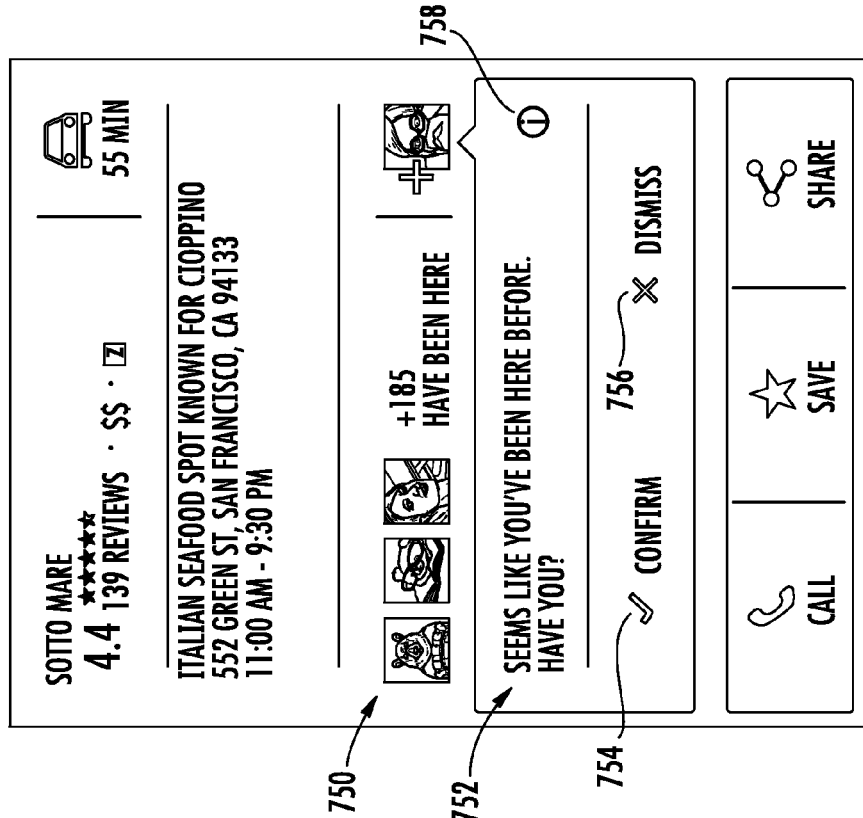 SOTTO MARE
4.4 ★★★★★
139 REVIEWS · $$ · Z
55 MIN
ITALIAN SEAFOOD SPOT KNOWN FOR CIOPPINO
552 GREEN ST, SAN FRANCISCO, CA 94133
11:00 AM - 9:30 PM
750
+185
HAVE BEEN HERE
752
SEEMS LIKE YOU'VE BEEN HERE BEFORE.
HAVE YOU?
i
758
754
CONFIRM
756
DISMISS
CALL
SAVE
SHARE